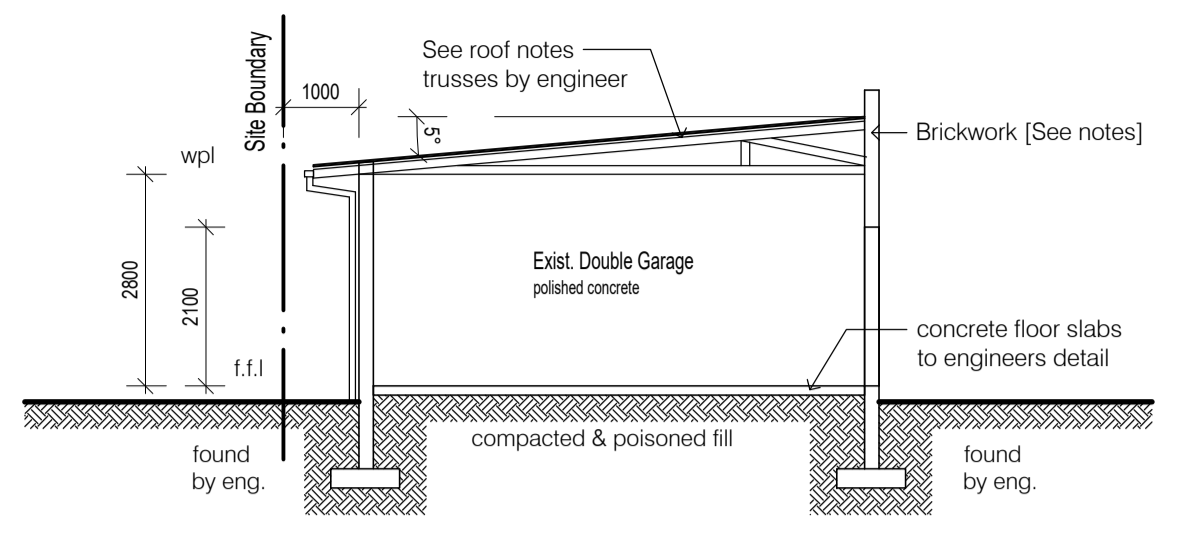 Site Boundary
1000
See roof notes
trusses by engineer
5°
Brickwork [See notes]
wpl
2800
2100
Exist. Double Garage
polished concrete
concrete floor slabs
to engineers detail
f.f.l
compacted & poisoned fill
found
by eng.
found
by eng.